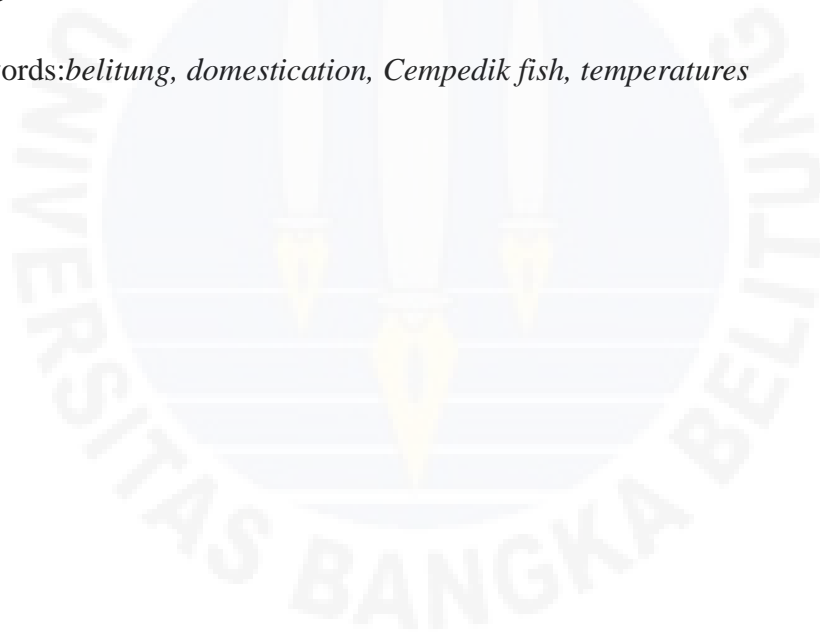 ords:belitung, domestication, Cempedik fish, temperatures
UNIVERSITAS BANGKA BELITUNG